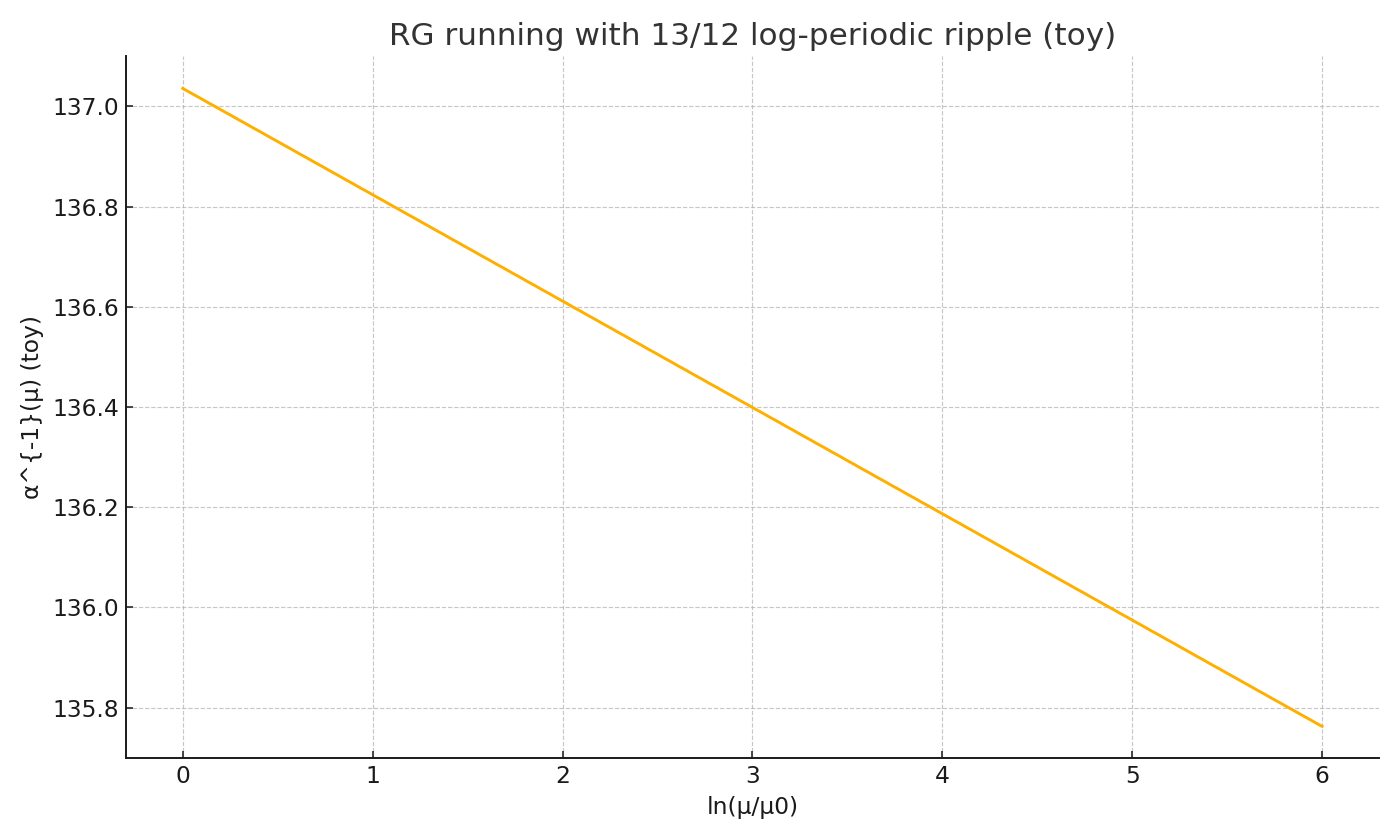 RG running with 13/12 log-periodic ripple (toy)
α^{-1}(μ) (toy)
137.0
136.8
136.6
136.4
136.2
136.0
135.8
0 1 2 3 4 5 6
ln(μ/μ0)